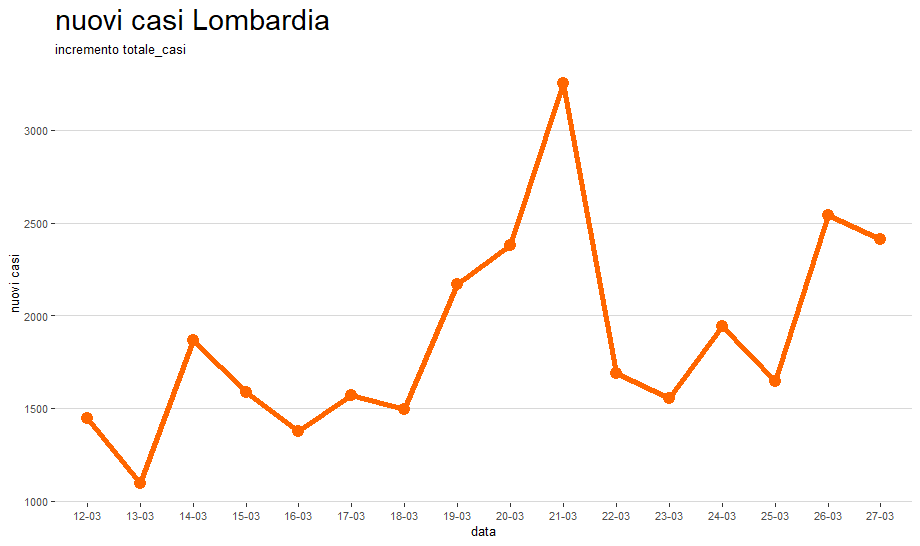 nuovi casi Lombardia
incremento totale_casi
3000
2500
2000
1500
1000
nuovi casi
12-03 13-03 14-03 15-03 16-03 17-03 18-03 19-03 20-03 21-03 22-03 23-03 24-03 25-03 26-03 27-03
data